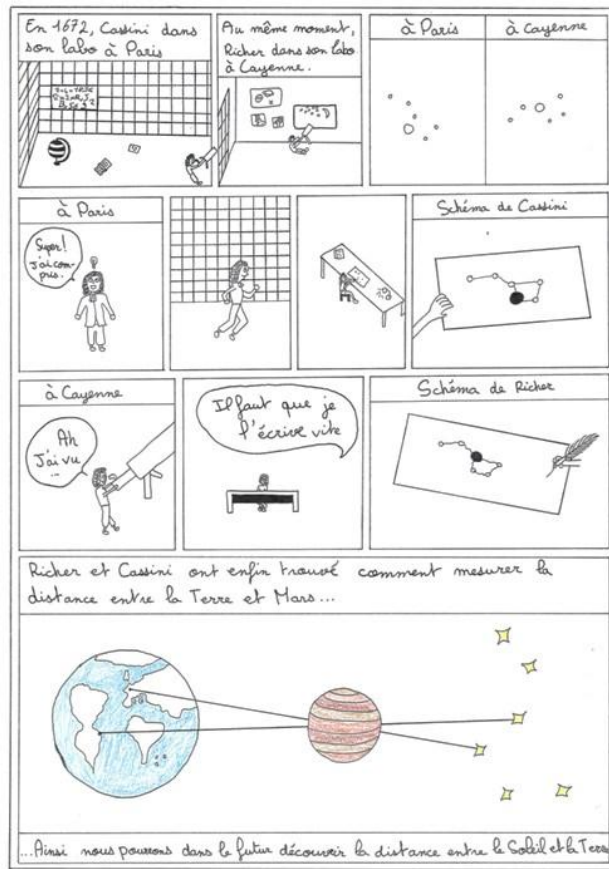 En 1672, Cassini dans
son labo à Paris
Au même moment,
Richer dans son labo
à Cayenne.
à Paris
à Cayenne
à Paris
Super!
J'ai com-
pris.
Schéma de Cassini
à Cayenne
Ah
J'ai vu
...
Il faut que je
l'écrive vite
Schéma de Richer
Richer et Cassini ont enfin trouvé comment mesurer la
distance entre la Terre et Mars...
...Ainsi nous pourrons dans le futur découvrir la distance entre le Soleil et la Terre